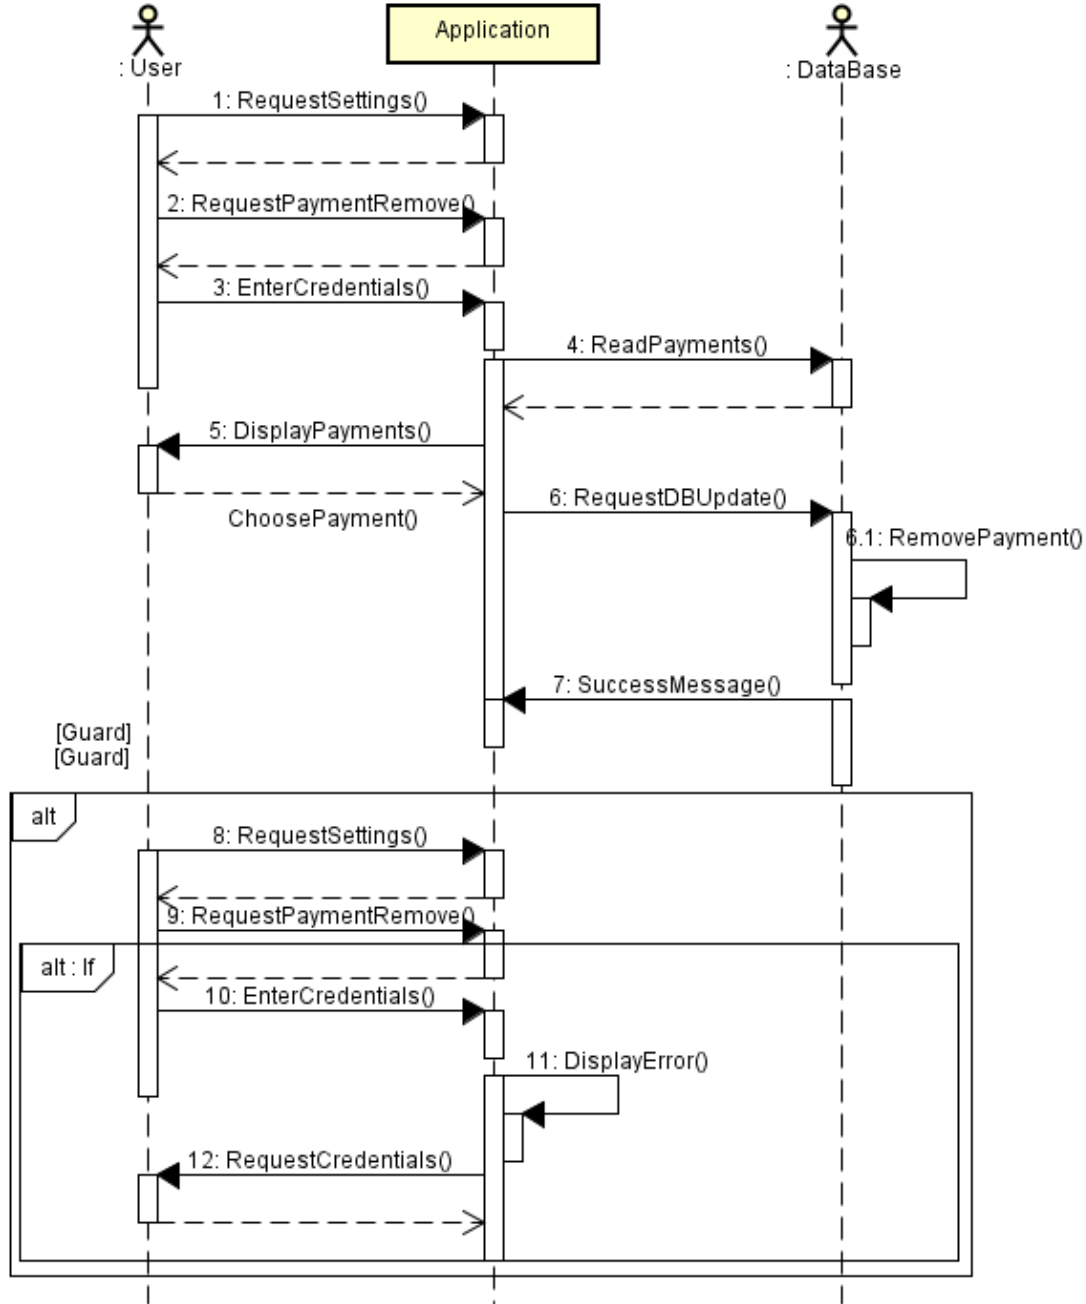 Application
: User
: DataBase
1: RequestSettings()
2: RequestPaymentRemove()
3: EnterCredentials()
4: ReadPayments()
5: DisplayPayments()
6: RequestDBUpdate()
ChoosePayment()
6.1: RemovePayment()
7: SuccessMessage()
[Guard]
[Guard]
alt
8: RequestSettings()
9: RequestPaymentRemove()
alt : If
10: EnterCredentials()
11: DisplayError()
12: RequestCredentials()